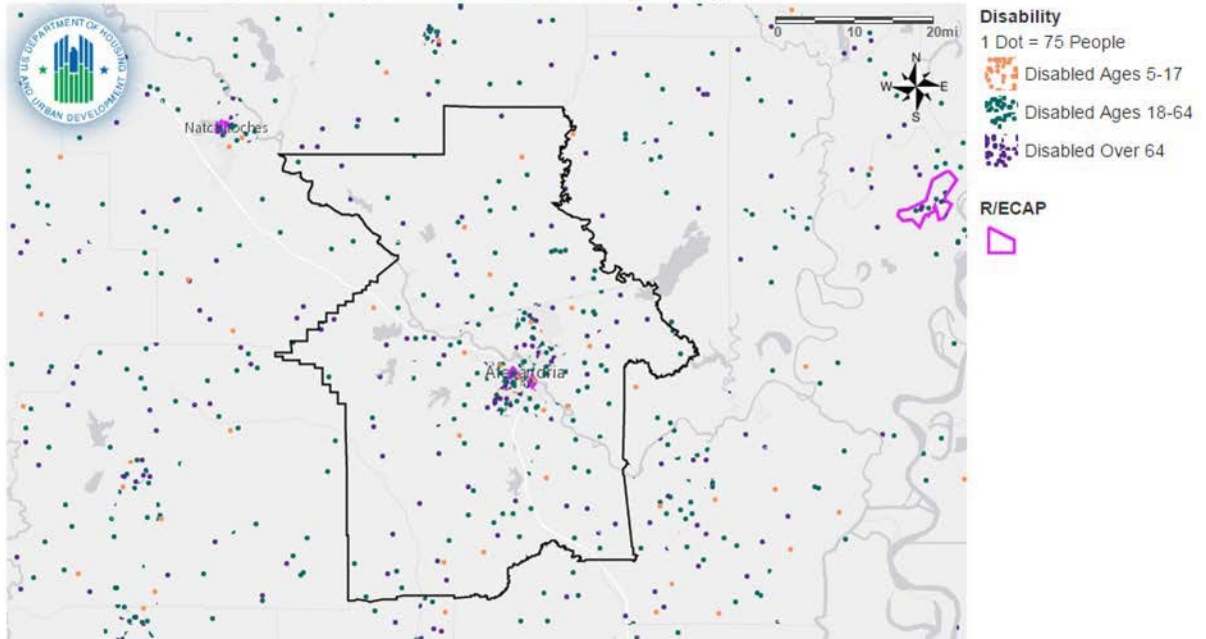 U.S. DEPARTMENT OF HOUSING
AND URBAN DEVELOPMENT
Natchitoches
Alexandria
0 10 20mi
N
W E
S
Disability
1 Dot = 75 People
Disabled Ages 5-17
Disabled Ages 18-64
Disabled Over 64
R/ECAP